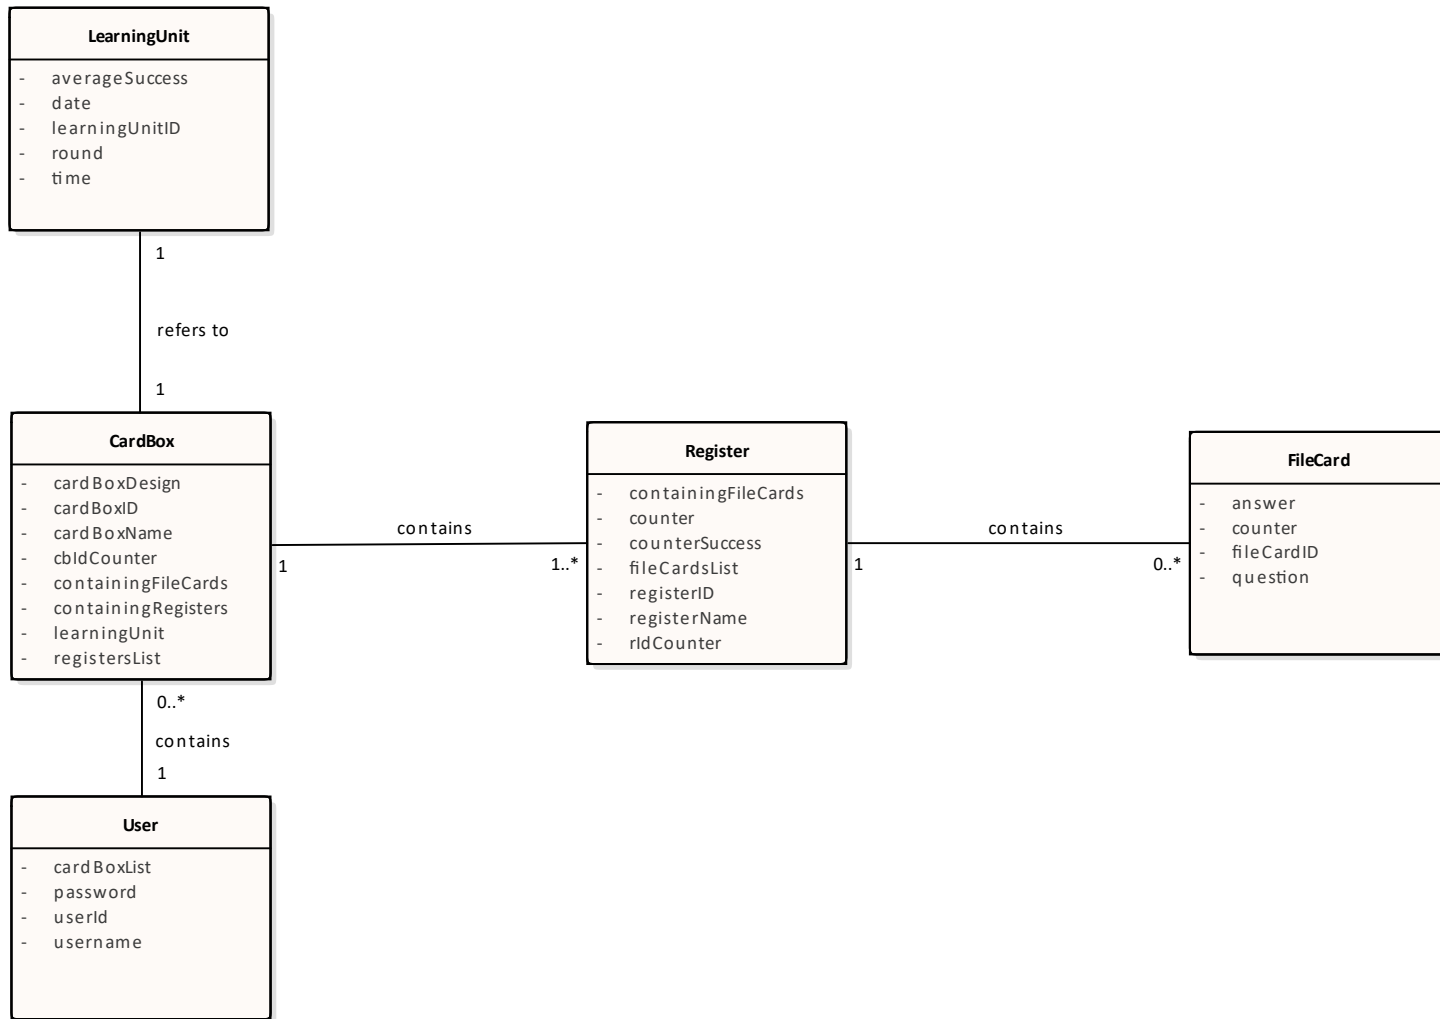 LearningUnit
- averageSuccess
- date
- learningUnitID
- round
- time
1
refers to
1
CardBox
- cardBoxDesign
- cardBoxID
- cardBoxName
- cbIdCounter
- containingFileCards
- containingRegisters
- learningUnit
- registersList
contains
1
1..*
Register
- containingFileCards
- counter
- counterSuccess
- fileCardsList
- registerID
- registerName
- rIdCounter
contains
1
0..*
FileCard
- answer
- counter
- fileCardID
- question
0..*
contains
1
User
- cardBoxList
- password
- userId
- username